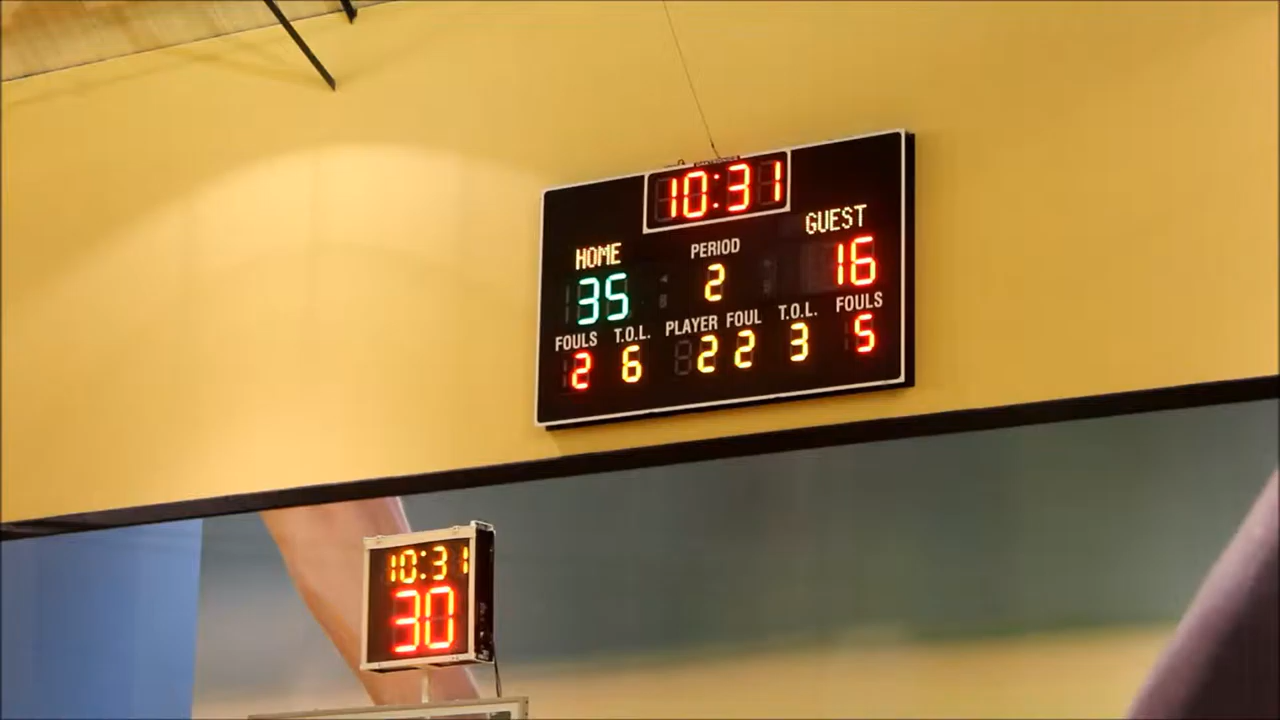 10:31
HOME PERIOD GUEST
35 2 16
FOULS T.O.L. PLAYER FOUL T.O.L. FOULS
2 6 2 2 3 5
10:31
30